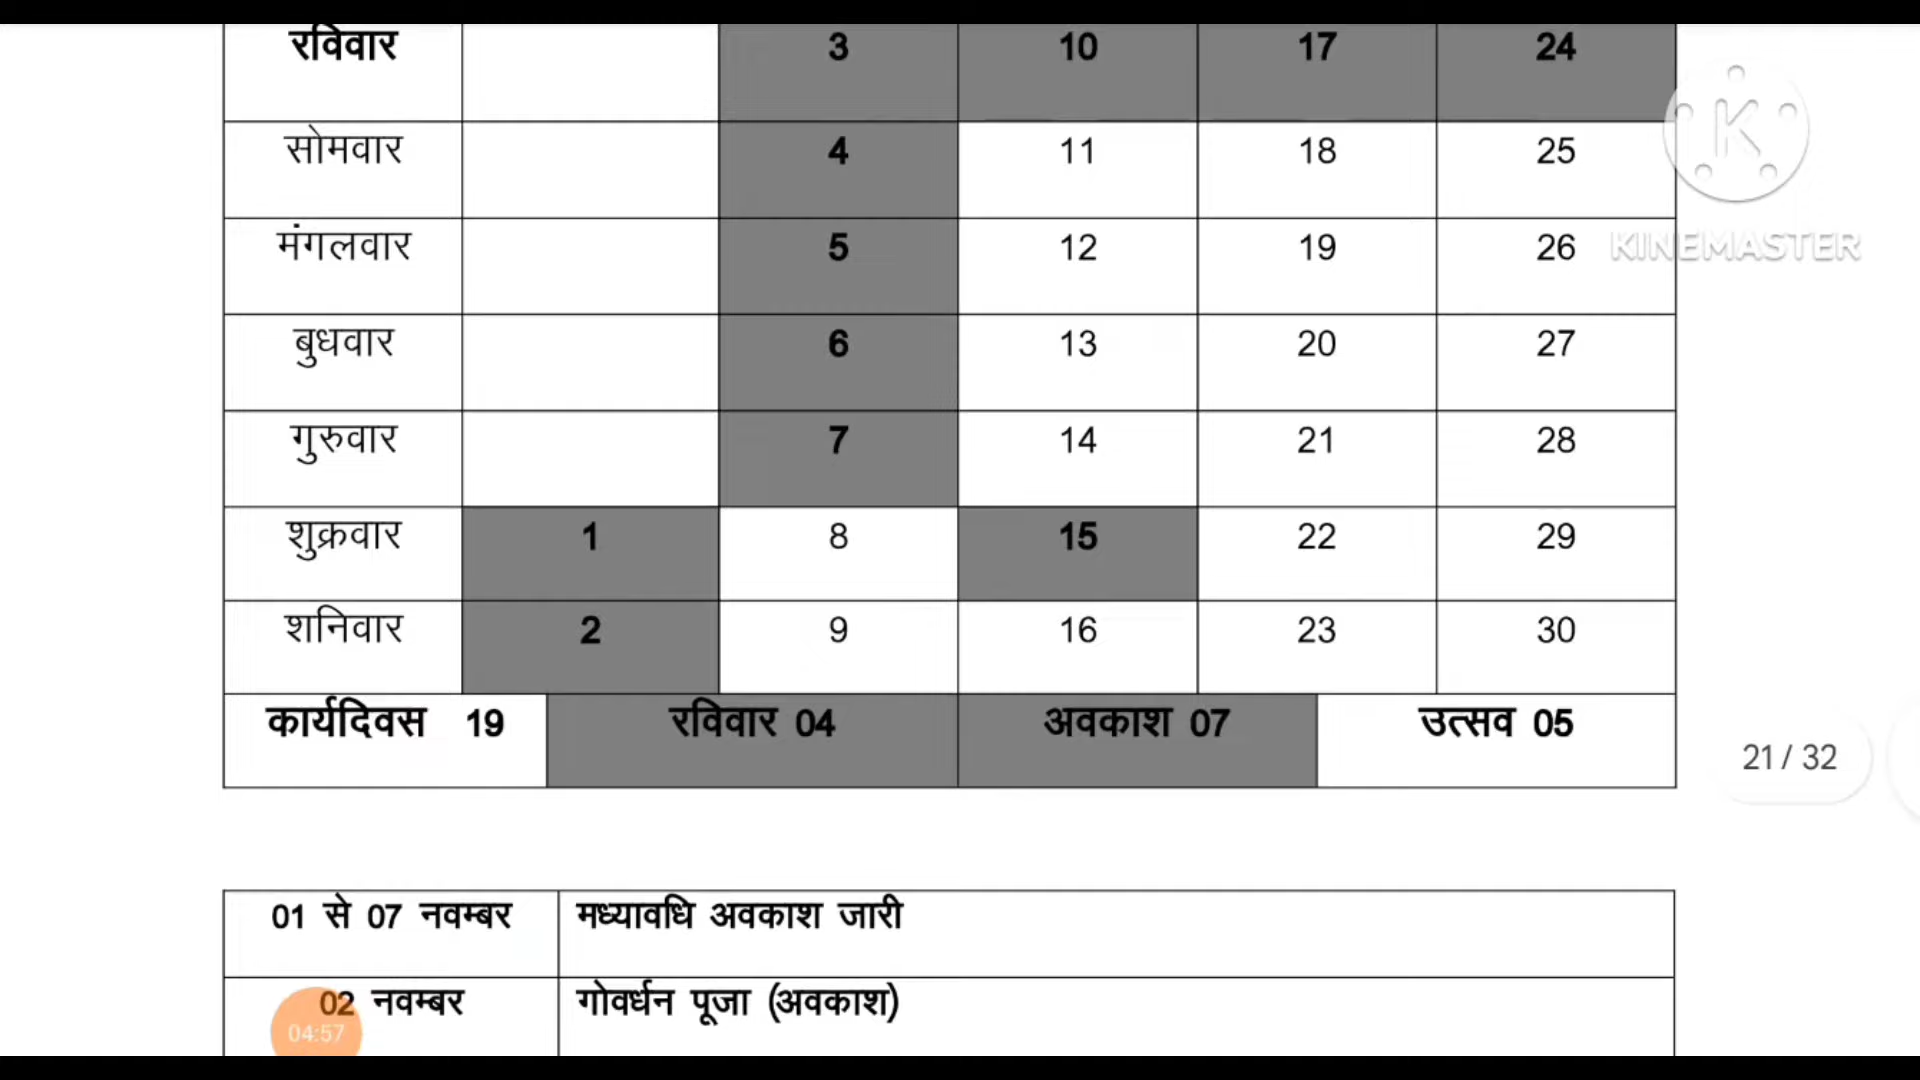 रविवार 3 10 17 24
सोमवार 4 11 18 25
मंगलवार 5 12 19 26
KINEMASTER
बुधवार 6 13 20 27
गुरुवार 7 14 21 28
शुक्रवार 1 8 15 22 29
शनिवार 2 9 16 23 30
कार्यदिवस 19 रविवार 04 अवकाश 07 उत्सव 05
21 / 32
01 से 07 नवम्बर मध्यावधि अवकाश जारी
02 नवम्बर गोवर्धन पूजा (अवकाश)
04:57